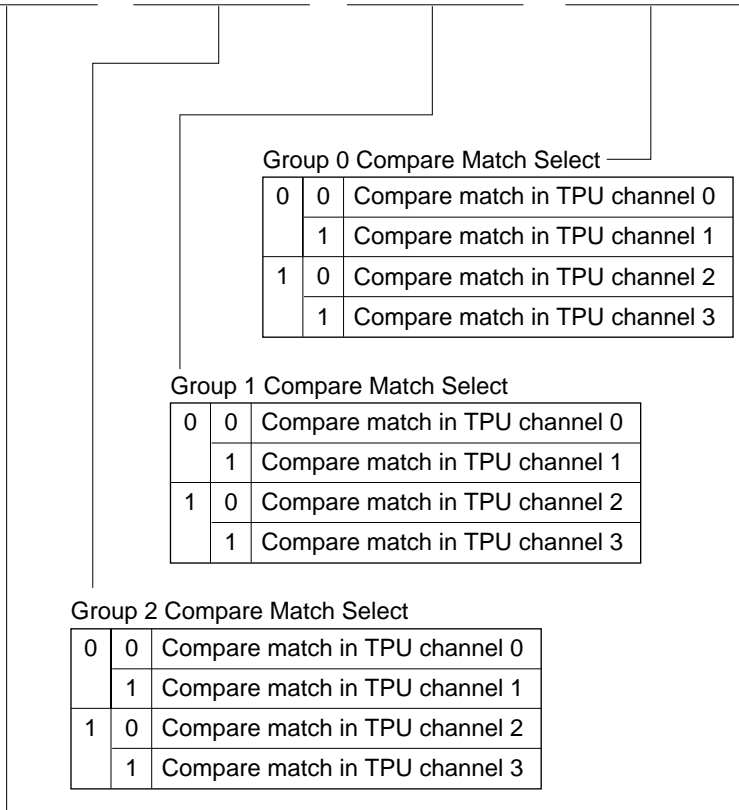 Group 0 Compare Match Select
0 0 Compare match in TPU channel 0
1 Compare match in TPU channel 1
1 0 Compare match in TPU channel 2
1 Compare match in TPU channel 3
Group 1 Compare Match Select
0 0 Compare match in TPU channel 0
1 Compare match in TPU channel 1
1 0 Compare match in TPU channel 2
1 Compare match in TPU channel 3
Group 2 Compare Match Select
0 0 Compare match in TPU channel 0
1 Compare match in TPU channel 1
1 0 Compare match in TPU channel 2
1 Compare match in TPU channel 3